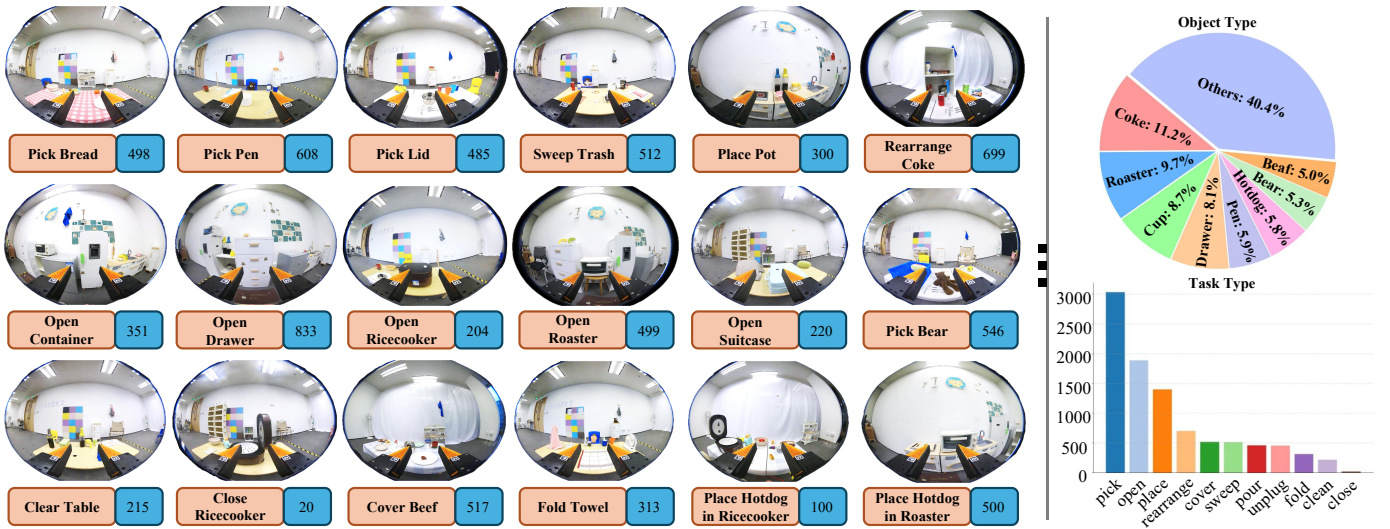 Pick Bread 498
Pick Pen 608
Pick Lid 485
Sweep Trash 512
Place Pot 300
Rearrange
Coke 699
Open
Container 351
Open
Drawer 833
Open
Ricecooker 204
Open
Roaster 499
Open
Suitcase 220
Pick Bear 546
Clear Table 215
Close
Ricecooker 20
Cover Beef 517
Fold Towel 313
Place Hotdog
in Ricecooker 100
Place Hotdog
in Roaster 500
Object Type
Others: 40.4%
Coke: 11.2%
Roaster: 9.7%
Cup: 8.7%
Drawer: 8.1%
Pen: 5.9%
Hotdog: 5.8%
Bear: 5.3%
Beaf: 5.0%
Task Type
3000
2500
2000
1500
1000
500
0
pick
open
place
rearrange
cover
sweep
pour
unplug
fold
clean
close